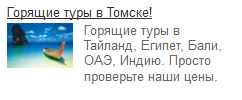 Горящие туры в Томске!
Горящие туры в
Тайланд, Египет, Бали,
ОАЭ, Индию. Просто
проверьте наши цены.